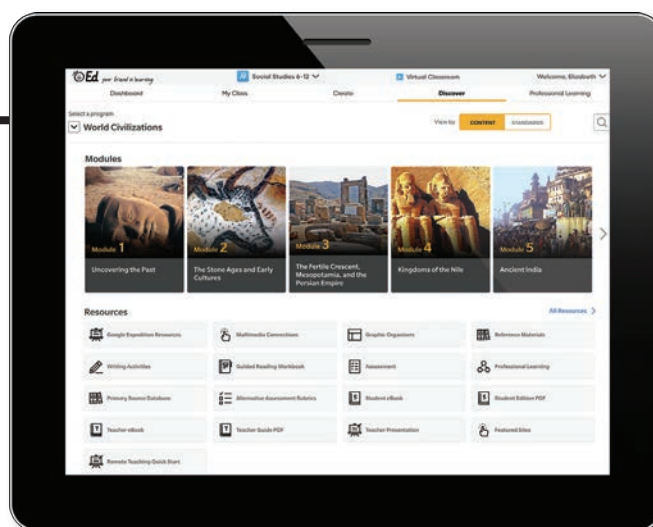 Ed your friend in learning
Social Studies 6-12
Virtual Classroom
Welcome, Elizabeth
Dashboard
My Class
Create
Discover
Professional Learning
Select a program
World Civilizations
View by
CONTENT
STANDARDS
Modules
Module 1
Uncovering the Past
Module 2
The Stone Ages and Early
Cultures
Module 3
The Fertile Crescent,
Mesopotamia, and the
Persian Empire
Module 4
Kingdoms of the Nile
Module 5
Ancient India
Resources
All Resources
Google Expedition Resources
Multimedia Connections
Graphic Organizers
Reference Materials
Writing Activities
Guided Reading Workbook
Assessment
Professional Learning
Primary Source Database
Alternative Assessment Rubrics
Student eBook
Student Edition PDF
Teacher eBook
Teacher Guide PDF
Teacher Presentation
Featured Sites
Remote Teaching Quick Start